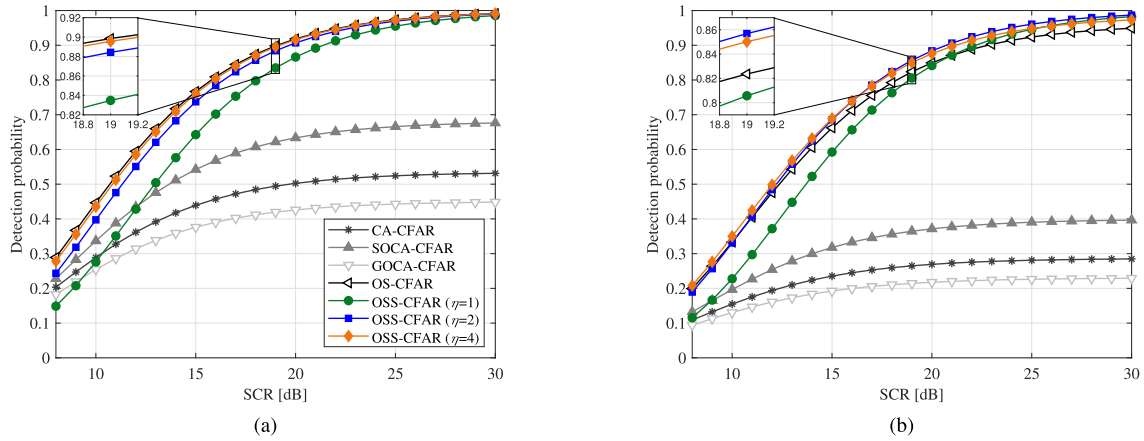 0.92
0.9
0.88
0.86
0.84
0.82
18.8 19 19.2
1
0.9
0.8
0.7
0.6
0.5
0.4
0.3
0.2
0.1
0
Detection probability
10 15 20 25 30
SCR [dB]
CA-CFAR
SOCA-CFAR
GOCA-CFAR
OS-CFAR
OSS-CFAR (η=1)
OSS-CFAR (η=2)
OSS-CFAR (η=4)
(a)
0.86
0.84
0.82
0.8
18.8 19 19.2
1
0.9
0.8
0.7
0.6
0.5
0.4
0.3
0.2
0.1
0
Detection probability
10 15 20 25 30
SCR [dB]
(b)